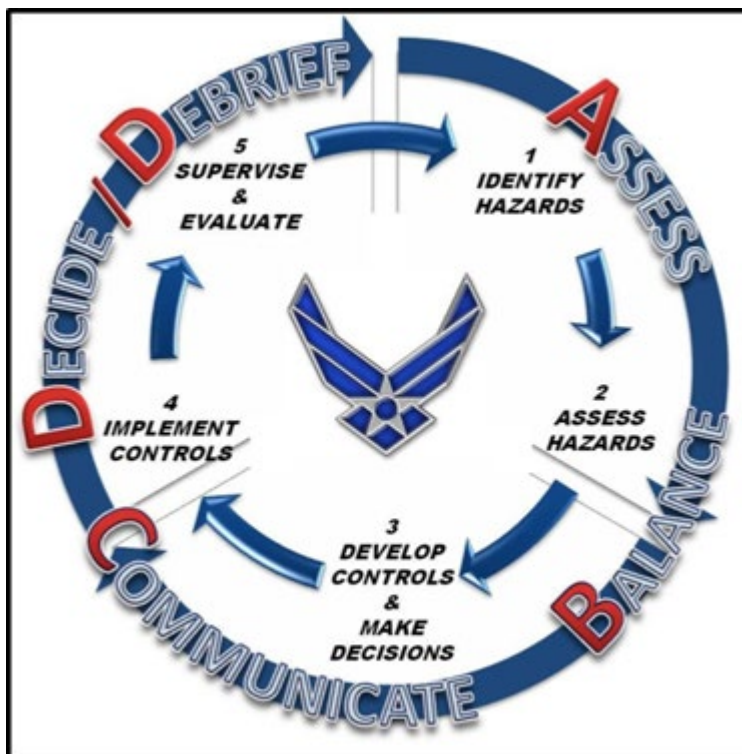 ASSESS
BALANCE
COMMUNICATE
DECIDE / DEBRIEF
1
IDENTIFY
HAZARDS
2
ASSESS
HAZARDS
3
DEVELOP
CONTROLS
&
MAKE
DECISIONS
4
IMPLEMENT
CONTROLS
5
SUPERVISE
&
EVALUATE